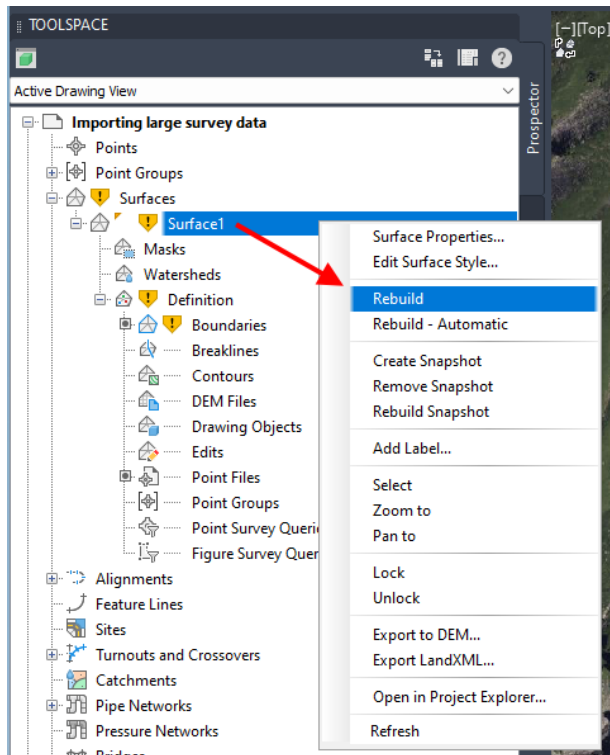 TOOLSPACE
Active Drawing View
Importing large survey data
Points
Point Groups
Surfaces
Surface1
Masks
Watersheds
Definition
Boundaries
Breaklines
Contours
DEM Files
Drawing Objects
Edits
Point Files
Point Groups
Point Survey Queri
Figure Survey Quer
Alignments
Feature Lines
Sites
Turnouts and Crossovers
Catchments
Pipe Networks
Pressure Networks
Bridges
Prospector
[−][Top]
Surface Properties...
Edit Surface Style...
Rebuild
Rebuild - Automatic
Create Snapshot
Remove Snapshot
Rebuild Snapshot
Add Label...
Select
Zoom to
Pan to
Lock
Unlock
Export to DEM...
Export LandXML...
Open in Project Explorer...
Refresh